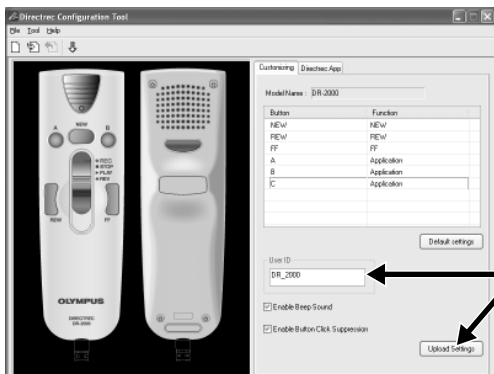 Directrec Configuration Tool
File Tool Help
Customizing Directrec App
Model Name : DR-2000
Button Function
NEW NEW
REW REW
FF FF
A Application
B Application
C Application
Default settings
User ID
DR_2000
Enable Beep Sound
Enable Button Click Suppression
Upload Settings
NEW
A B
REC
STOP
PLAY
REV
REW FF
OLYMPUS
DIRECTREC
DR-2000